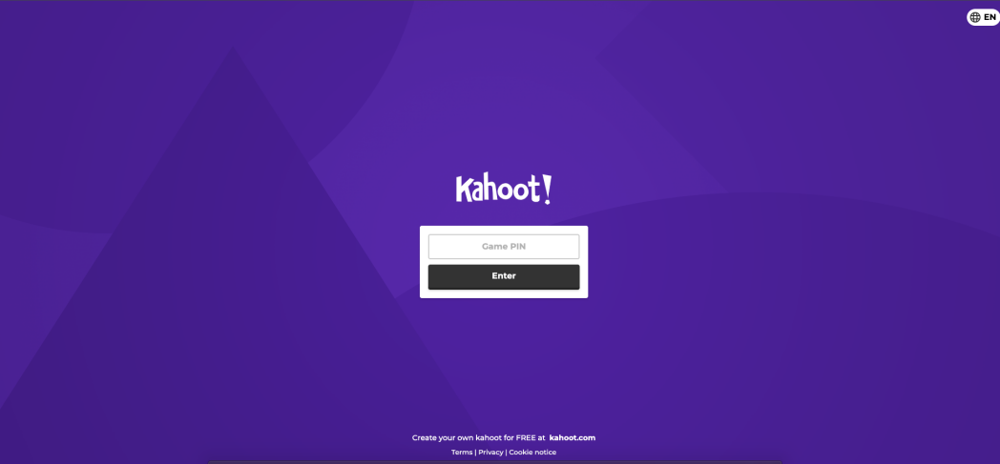 EN
Kahoot!
Game PIN
Enter
Create your own kahoot for FREE at kahoot.com
Terms | Privacy | Cookie notice